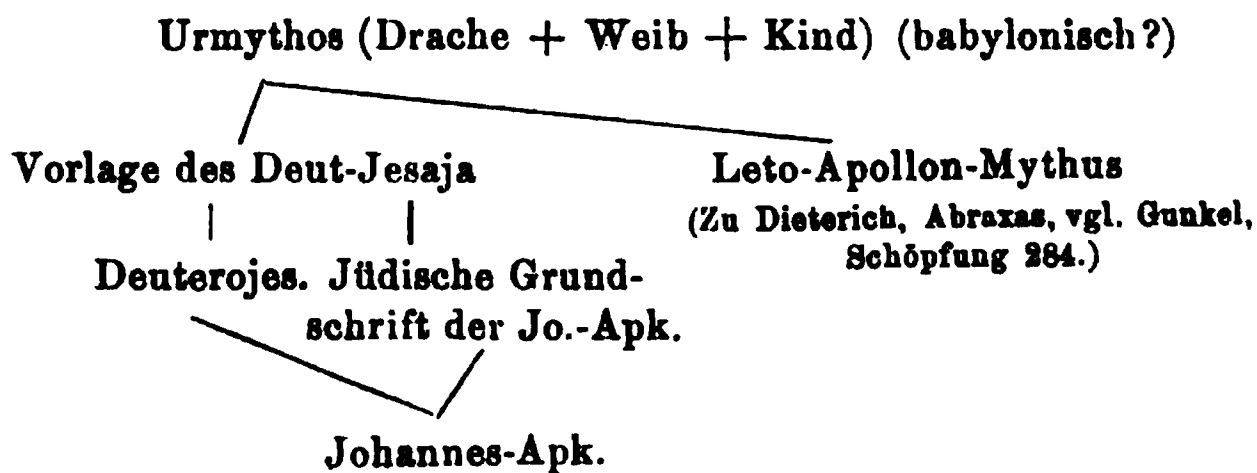 Urmythos (Drache + Weib + Kind) (babylonisch?)
Vorlage des Deut-Jesaja
Leto-Apollon-Mythus
(Zu Dieterich, Abraxas, vgl. Gunkel,
Schöpfung 284.)
Deuterojes. Jüdische Grund-
schrift der Jo.-Apk.
Johannes-Apk.